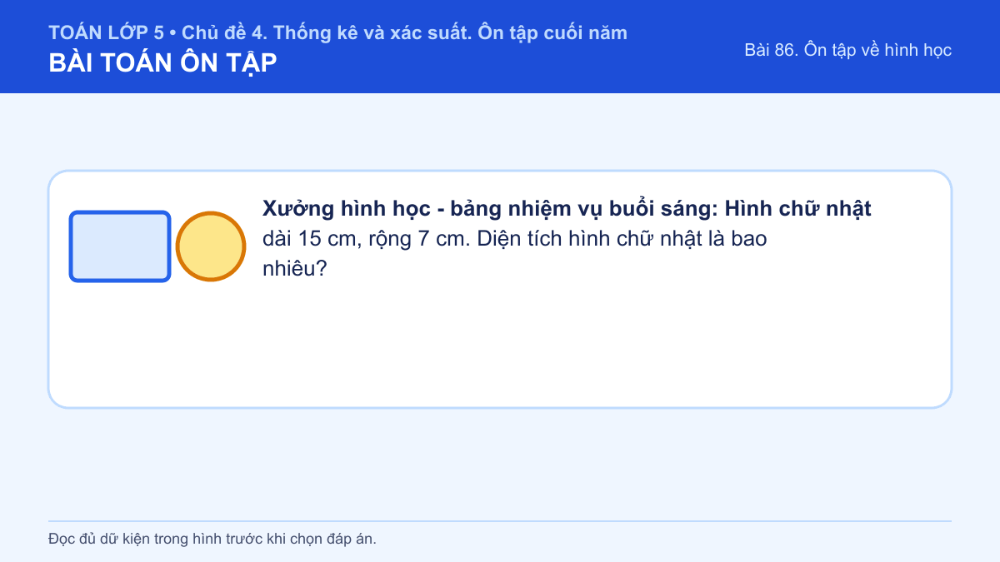 TOÁN LỚP 5 • Chủ đề 4. Thống kê và xác suất. Ôn tập cuối năm
BÀI TOÁN ÔN TẬP
Bài 86. Ôn tập về hình học
Xưởng hình học - bảng nhiệm vụ buổi sáng: Hình chữ nhật
dài 15 cm, rộng 7 cm. Diện tích hình chữ nhật là bao
nhiêu?
Đọc đủ dữ kiện trong hình trước khi chọn đáp án.